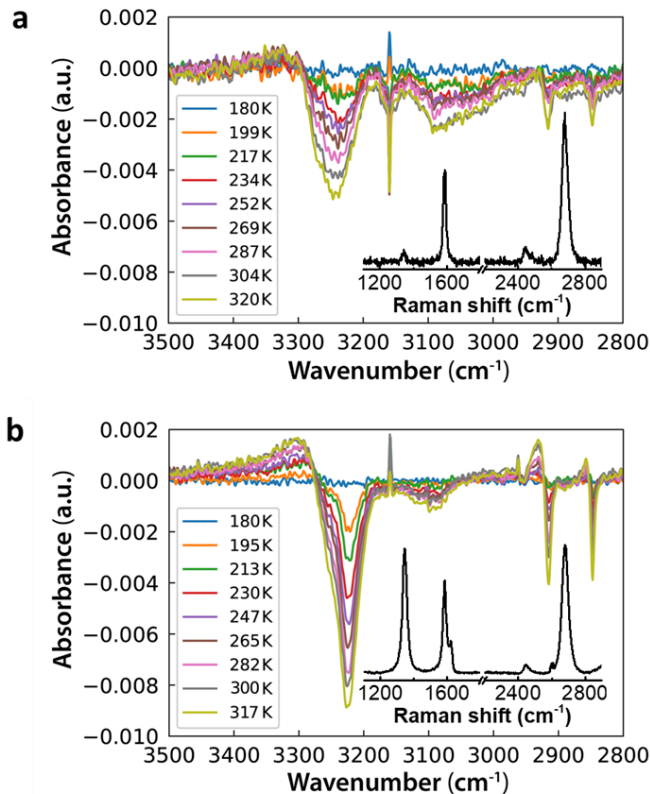 a
0.002
0.000
−0.002
−0.004
−0.006
−0.008
−0.010
Absorbance (a.u.)
180K
199K
217K
234K
252K
269K
287K
304K
320K
1200 1600 2400 2800
Raman shift (cm-1)
3500 3400 3300 3200 3100 3000 2900 2800
Wavenumber (cm-1)
b
0.002
0.000
−0.002
−0.004
−0.006
−0.008
−0.010
Absorbance (a.u.)
180K
195K
213K
230K
247K
265K
282K
300K
317K
1200 1600 2400 2800
Raman shift (cm-1)
3500 3400 3300 3200 3100 3000 2900 2800
Wavenumber (cm-1)